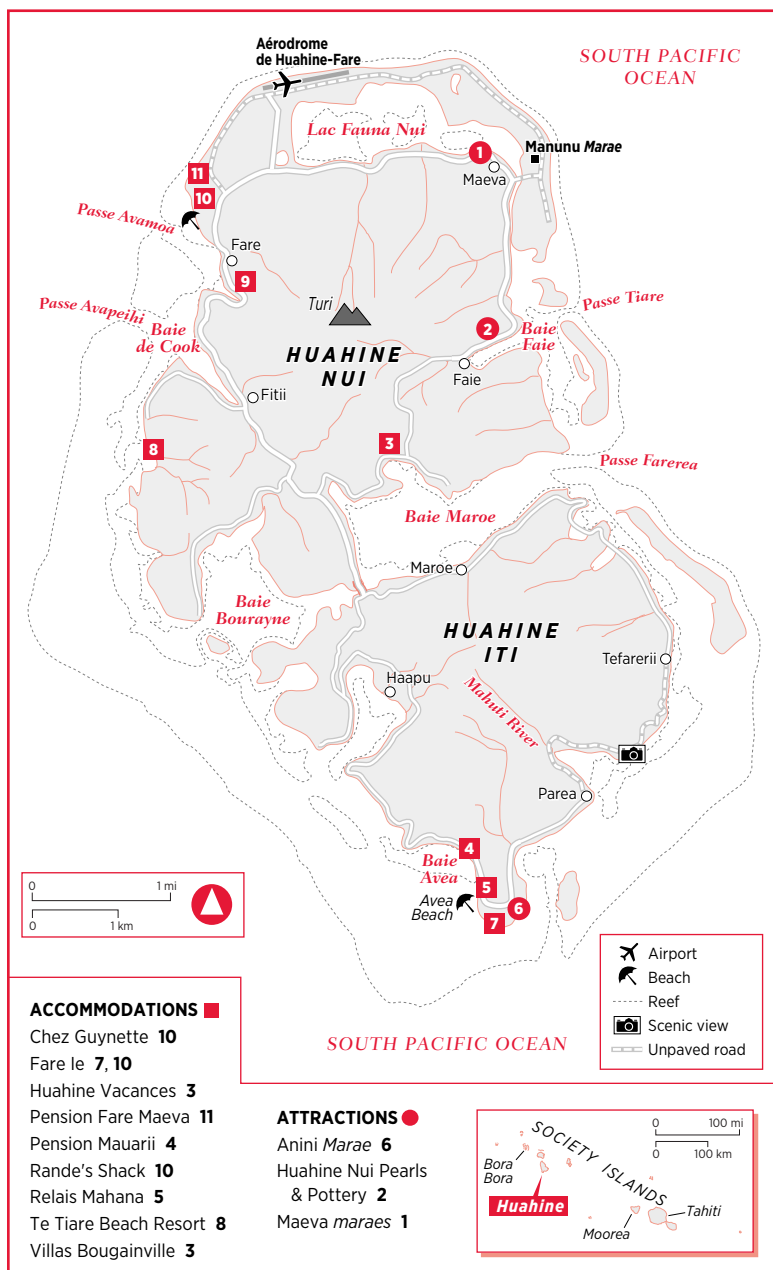 Aérodrome
de Huahine-Fare
SOUTH PACIFIC
OCEAN
Lac Fauna Nui
1
Manunu Marae
Maeva
11
10
Passe Avamoa
Fare
9
Passe Avapeihi
Baie
de Cook
Turi
2
Passe Tiare
Baie
Faie
HUAHINE
NUI
Faie
Fitii
8
3
Passe Farerea
Baie Maroe
Maroe
Baie
Bourayne
HUAHINE
ITI
Tefarerii
Haapu
Mahuti River
Parea
4
Baie
Avea
5
Avea
Beach
6
7
0 1 mi
0 1 km
Airport
Beach
Reef
Scenic view
Unpaved road
SOUTH PACIFIC OCEAN
ACCOMMODATIONS
Chez Guynette 10
Fare Ie 7, 10
Huahine Vacances 3
Pension Fare Maeva 11
Pension Mauarii 4
Rande's Shack 10
Relais Mahana 5
Te Tiare Beach Resort 8
Villas Bougainville 3
ATTRACTIONS
Anini Marae 6
Huahine Nui Pearls
& Pottery 2
Maeva maraes 1
0 100 mi
0 100 km
SOCIETY ISLANDS
Bora
Bora
Huahine
Tahiti
Moorea